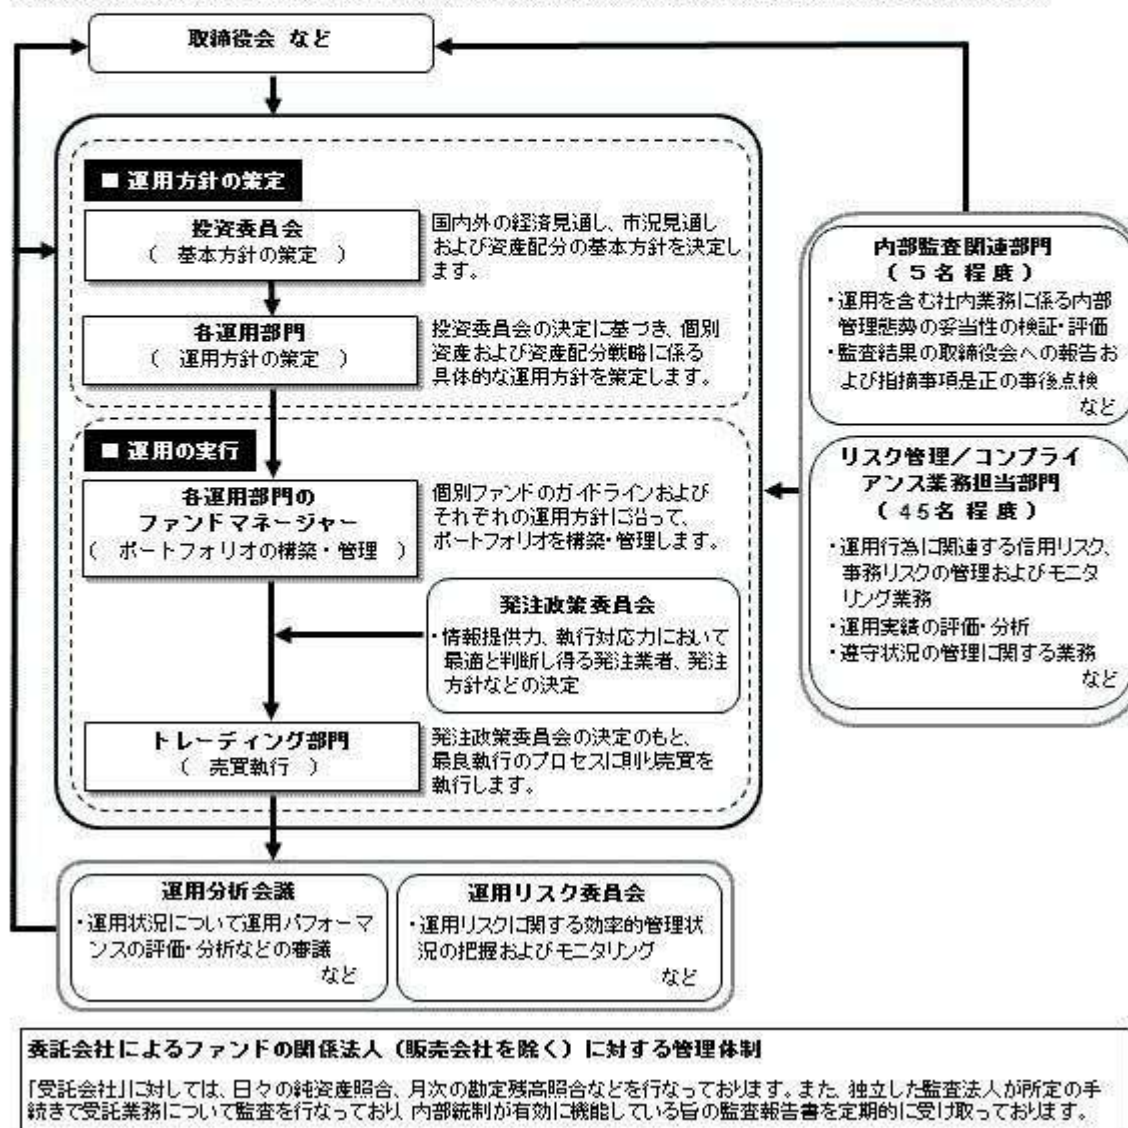 取締役会 など
■ 運用方針の策定
投資委員会
( 基本方針の策定 )
国内外の経済見通し、市況見通し
および資産配分の基本方針を決定し
ます。
各運用部門
( 運用方針の策定 )
投資委員会の決定に基づき、個別
資産および資産配分戦略に係る
具体的な運用方針を策定します。
■ 運用の実行
各運用部門の
ファンドマネージャー
( ポートフォリオの構築・管理 )
個別ファンドのガイドラインおよび
それぞれの運用方針に沿って、
ポートフォリオを構築・管理します。
発注政策委員会
・情報提供力、執行対応力において
最適と判断し得る発注業者、発注
方針などの決定
トレーディング部門
( 売買執行 )
発注政策委員会の決定のもと、
最良執行のプロセスに則り売買を
執行します。
内部監査関連部門
( 5名程度 )
・運用を含む社内業務に係る内部
管理態勢の妥当性の検証・評価
・監査結果の取締役会への報告お
よび指摘事項是正の事後点検
など
リスク管理/コンプライ
アンス業務担当部門
( 45名程度 )
・運用行為に関連する信用リスク、
事務リスクの管理およびモニタ
リング業務
・運用実績の評価・分析
・遵守状況の管理に関する業務
など
運用分析会議
・運用状況について運用パフォーマ
ンスの評価・分析などの審議
など
運用リスク委員会
・運用リスクに関する効率的管理状
況の把握およびモニタリング
など
委託会社によるファンドの関係法人(販売会社を除く)に対する管理体制
「受託会社」に対しては、日々の純資産照合、月次の勘定残高照合などを行なっております。また、独立した監査法人が所定の手
続きで受託業務について監査を行なっており、内部統制が有効に機能している旨の監査報告書を定期的に受け取っております。